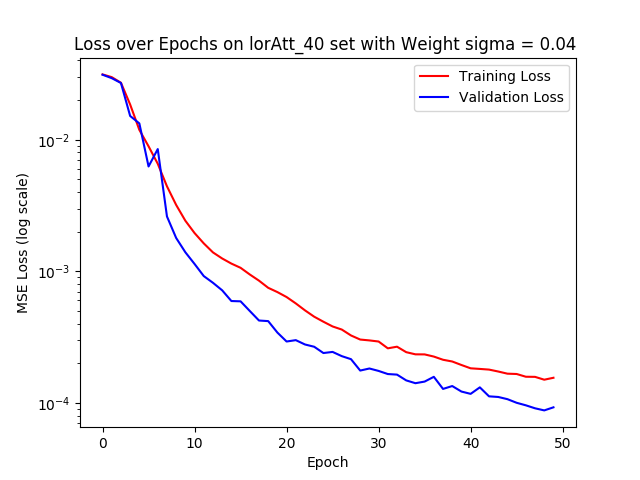 Loss over Epochs on lorAtt_40 set with Weight sigma = 0.04
Training Loss
Validation Loss
MSE Loss (log scale)
10⁻²
10⁻³
10⁻⁴
0 10 20 30 40 50
Epoch